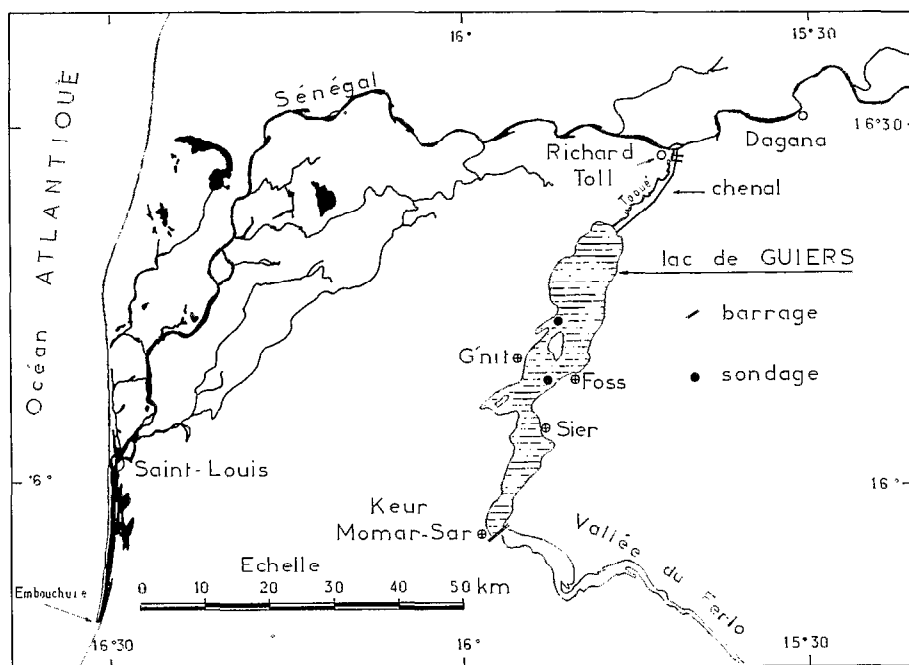 16°
15°30
Océan ATLANTIQUE
Sénégal
16°30
Dagana
Richard
Toll
Taoué
chenal
lac de GUIERS
barrage
G'nit
Foss
sondage
Sier
Saint-Louis
16°
Keur
Momar-Sar
Vallée du Ferlo
Echelle
0 10 20 30 40 50 km
Embouchure
16°30
16°
15°30